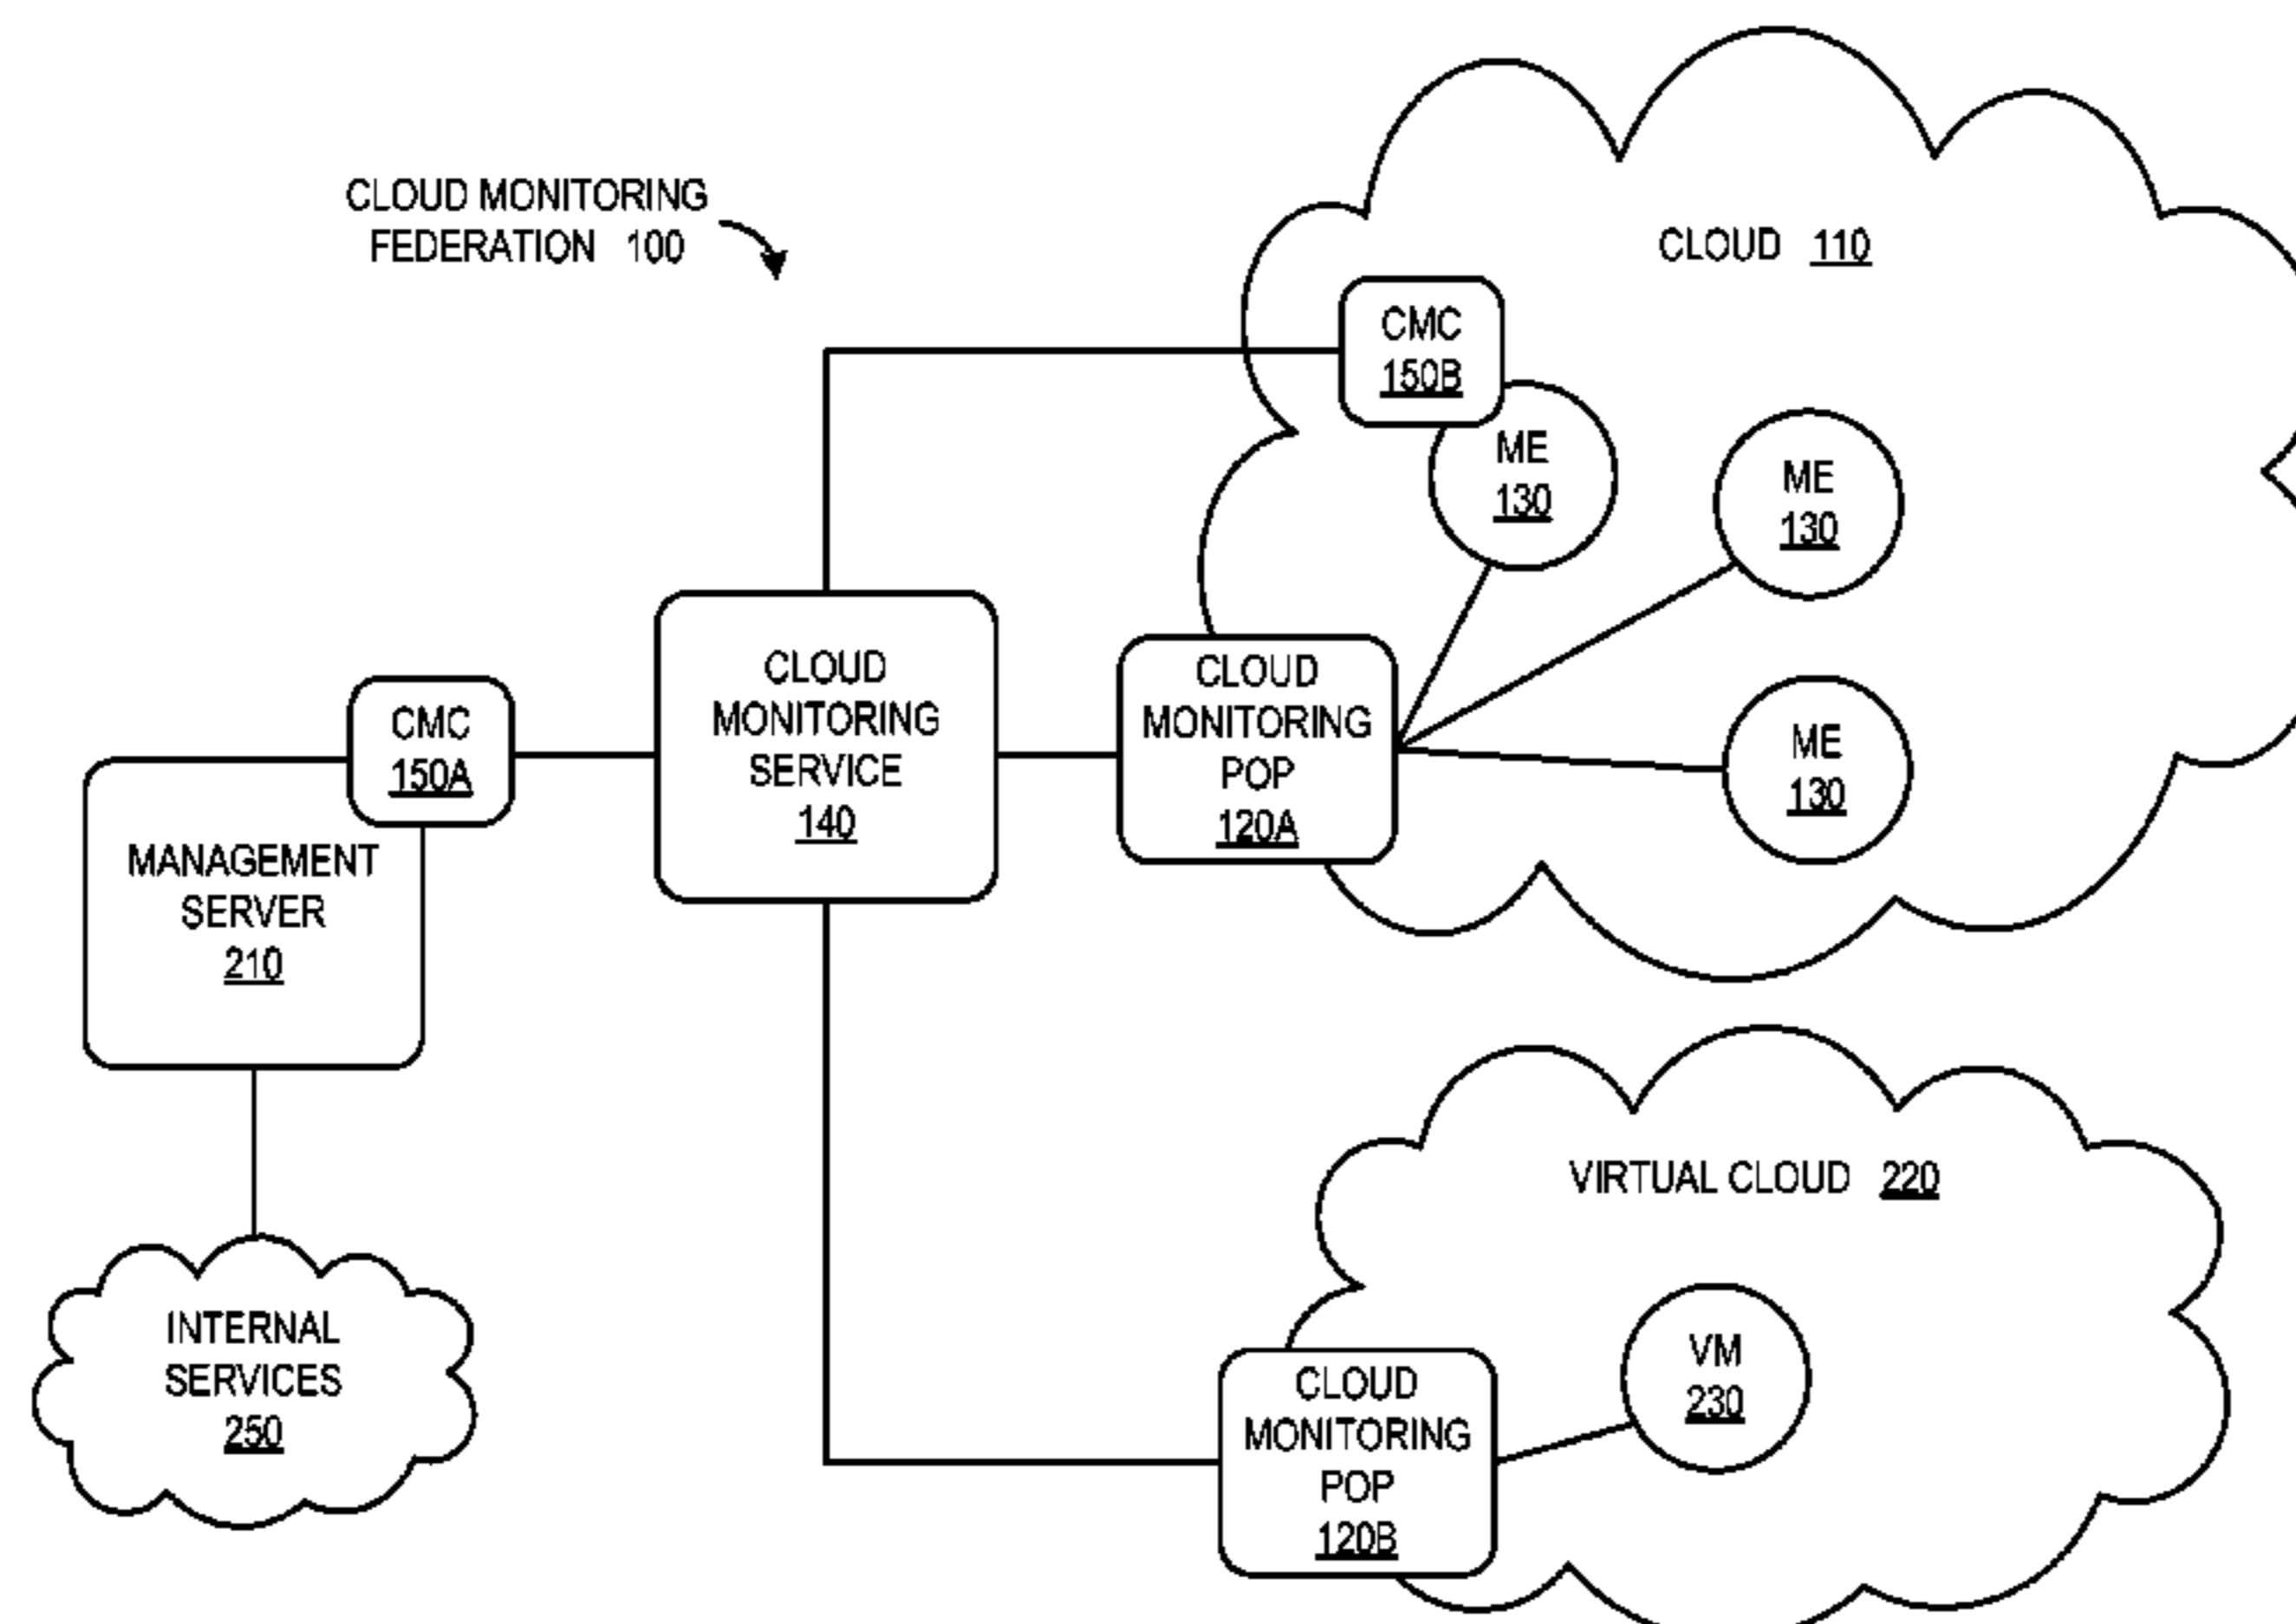 CLOUD MONITORING
FEDERATION 100
CLOUD 110
CMC
150B
ME
130
ME
130
CLOUD
MONITORING
SERVICE
140
CLOUD
MONITORING
POP
120A
ME
130
CMC
150A
MANAGEMENT
SERVER
210
VIRTUAL CLOUD 220
INTERNAL
SERVICES
250
VM
230
CLOUD
MONITORING
POP
120B